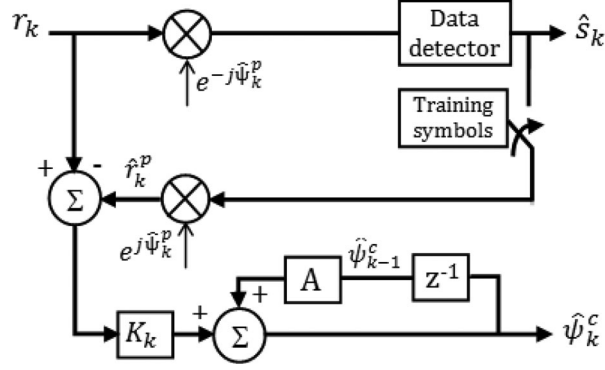 r_k
Data
detector
ŝ_k
e^{-jψ̂_k^p}
Training
symbols
+
-
r̂_k^p
Σ
e^{jψ̂_k^p}
ψ̂_{k-1}^c
A
z^{-1}
+
+
K_k
Σ
ψ̂_k^c